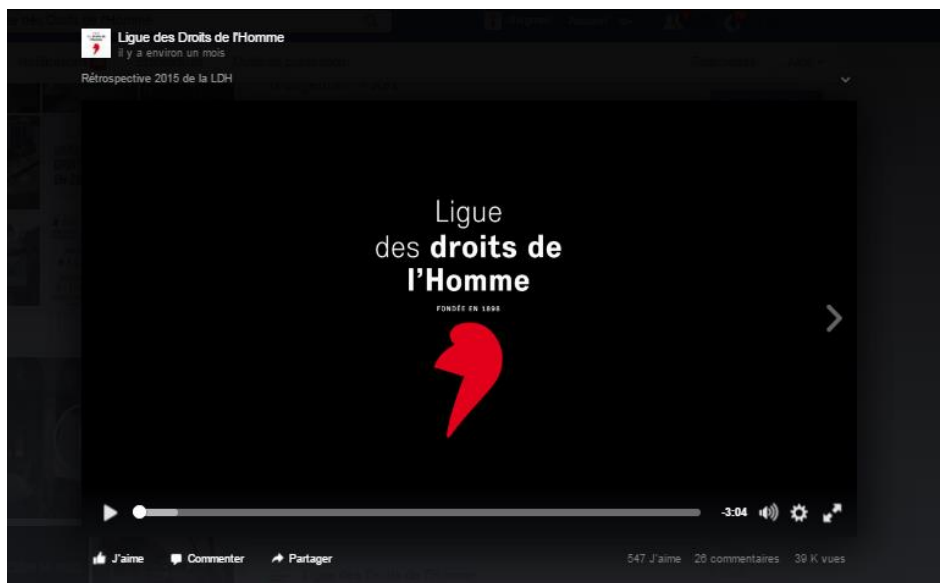 Ligue des Droits de l'Homme
il y a environ un mois
Rétrospective 2015 de la LDH
Ligue
des droits de
l'Homme
FONDÉE EN 1898
-3:04
J'aime Commenter Partager
547 J'aime 26 commentaires 39 K vues